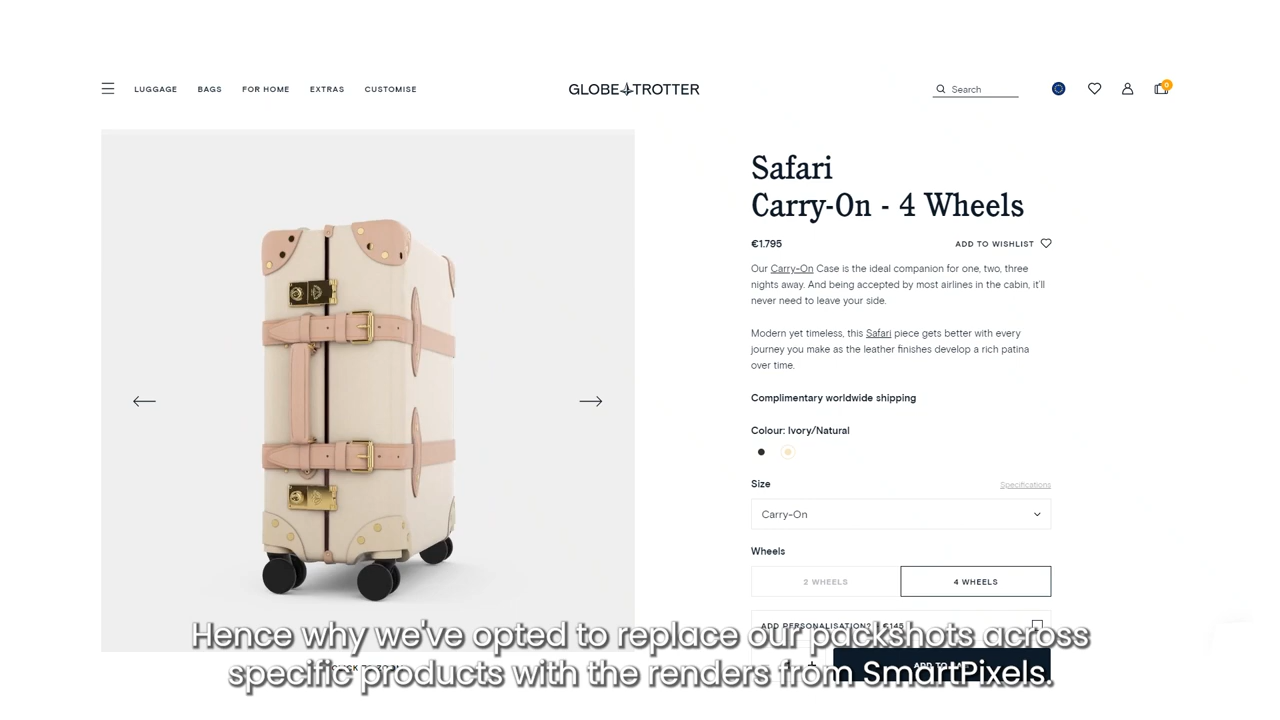 LUGGAGE BAGS FOR HOME EXTRAS CUSTOMISE
GLOBE TROTTER
Search
0
Safari
Carry-On - 4 Wheels
€1.795
ADD TO WISHLIST
Our Carry-On Case is the ideal companion for one, two, three
nights away. And being accepted by most airlines in the cabin, it'll
never need to leave your side.
Modern yet timeless, this Safari piece gets better with every
journey you make as the leather finishes develop a rich patina
over time.
Complimentary worldwide shipping
Colour: Ivory/Natural
Size
Specifications
Carry-On
Wheels
2 WHEELS
4 WHEELS
ADD PERSONALISATION? €145
Hence why we've opted to replace our packshots across
specific products with the renders from SmartPixels.